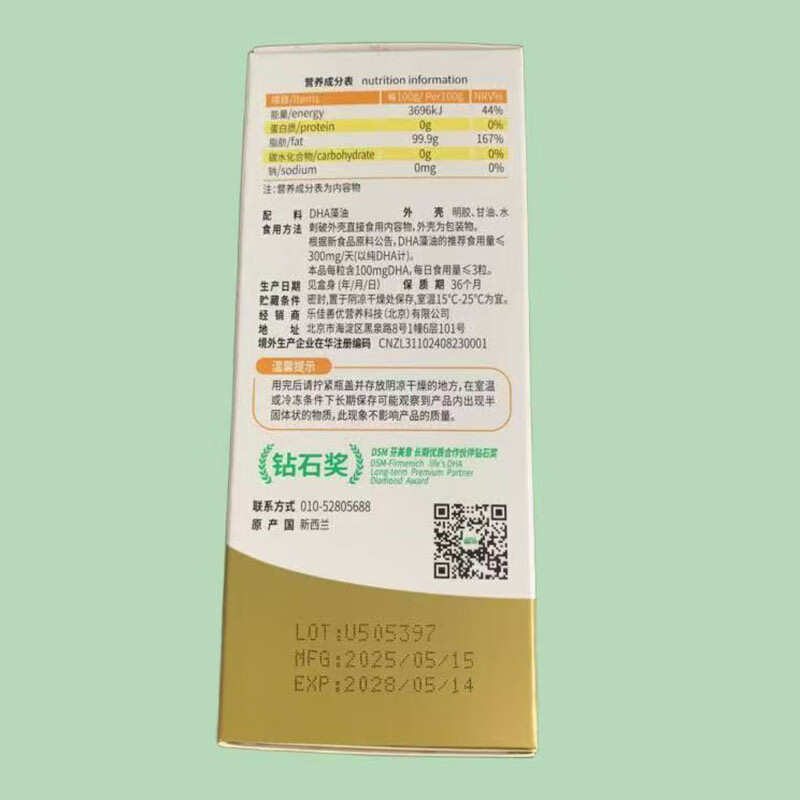 营养成分表 nutrition information
项目/Items 每100g/ Per100g NRV%
能量/energy 3696kJ 44%
蛋白质/protein 0g 0%
脂肪/fat 99.9g 167%
碳水化合物/carbohydrate 0g 0%
钠/sodium 0mg 0%
注:营养成分表为内容物
配料 DHA藻油 外壳 明胶、甘油、水
食用方法 刺破外壳直接食用内容物，外壳为包装物。
根据新食品原料公告，DHA藻油的推荐食用量≤
300mg/天(以纯DHA计)。
本品每粒含100mgDHA，每日食用量≤3粒。
生产日期 见盒身 (年/月/日) 保质期 36个月
贮藏条件 密封,置于阴凉干燥处保存,室温15℃-25℃为宜。
经销商 乐佳善优营养科技（北京）有限公司
地址 北京市海淀区黑泉路8号1幢6层101号
境外生产企业在华注册编码 CNZL31102408230001
温馨提示
用完后请拧紧瓶盖并存放阴凉干燥的地方，在室温
或冷冻条件下长期保存可能观察到产品内出现半
固体状的物质，此现象不影响产品的质量。
钻石奖
DSM 芬美意 长期优质合作伙伴钻石奖
DSM-Firmenich life's DHA
Long-term Premium Partner
Diamond Award
联系方式 010-52805688
原产国 新西兰
LOT:U505397
MFG:2025/05/15
EXP:2028/05/14